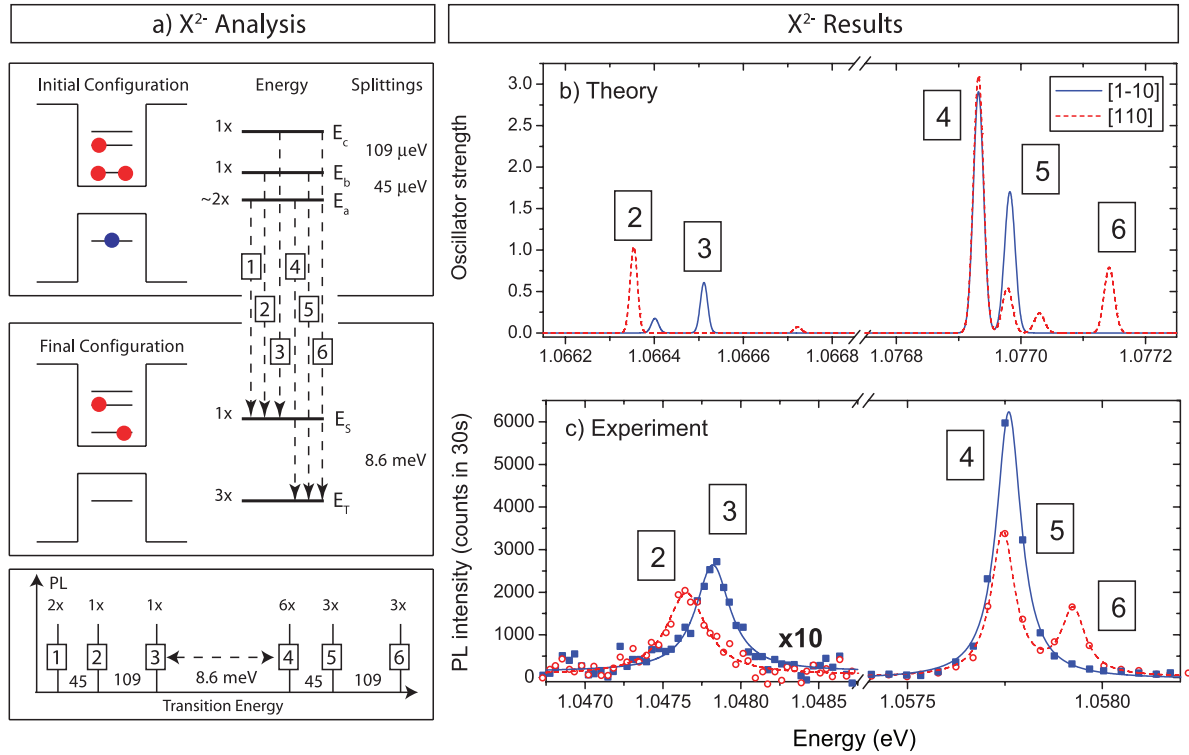 a) X²⁻ Analysis
X²⁻ Results
Initial Configuration
Energy
Splittings
1x
E_c
109 µeV
1x
E_b
45 µeV
~2x
E_a
1
4
2
5
3
6
Final Configuration
1x
E_S
8.6 meV
3x
E_T
PL
2x 1x 1x 6x 3x 3x
1 2 3 4 5 6
45 109 8.6 meV 45 109
Transition Energy
b) Theory
[1-10]
[110]
Oscillator strength
3.0
2.5
2.0
1.5
1.0
0.5
0.0
2
3
4
5
6
1.0662 1.0664 1.0666 1.0668 1.0768 1.0770 1.0772
c) Experiment
PL intensity (counts in 30s)
6000
5000
4000
3000
2000
1000
0
2
3
4
5
6
x10
1.0470 1.0475 1.0480 1.0485 1.0575 1.0580
Energy (eV)